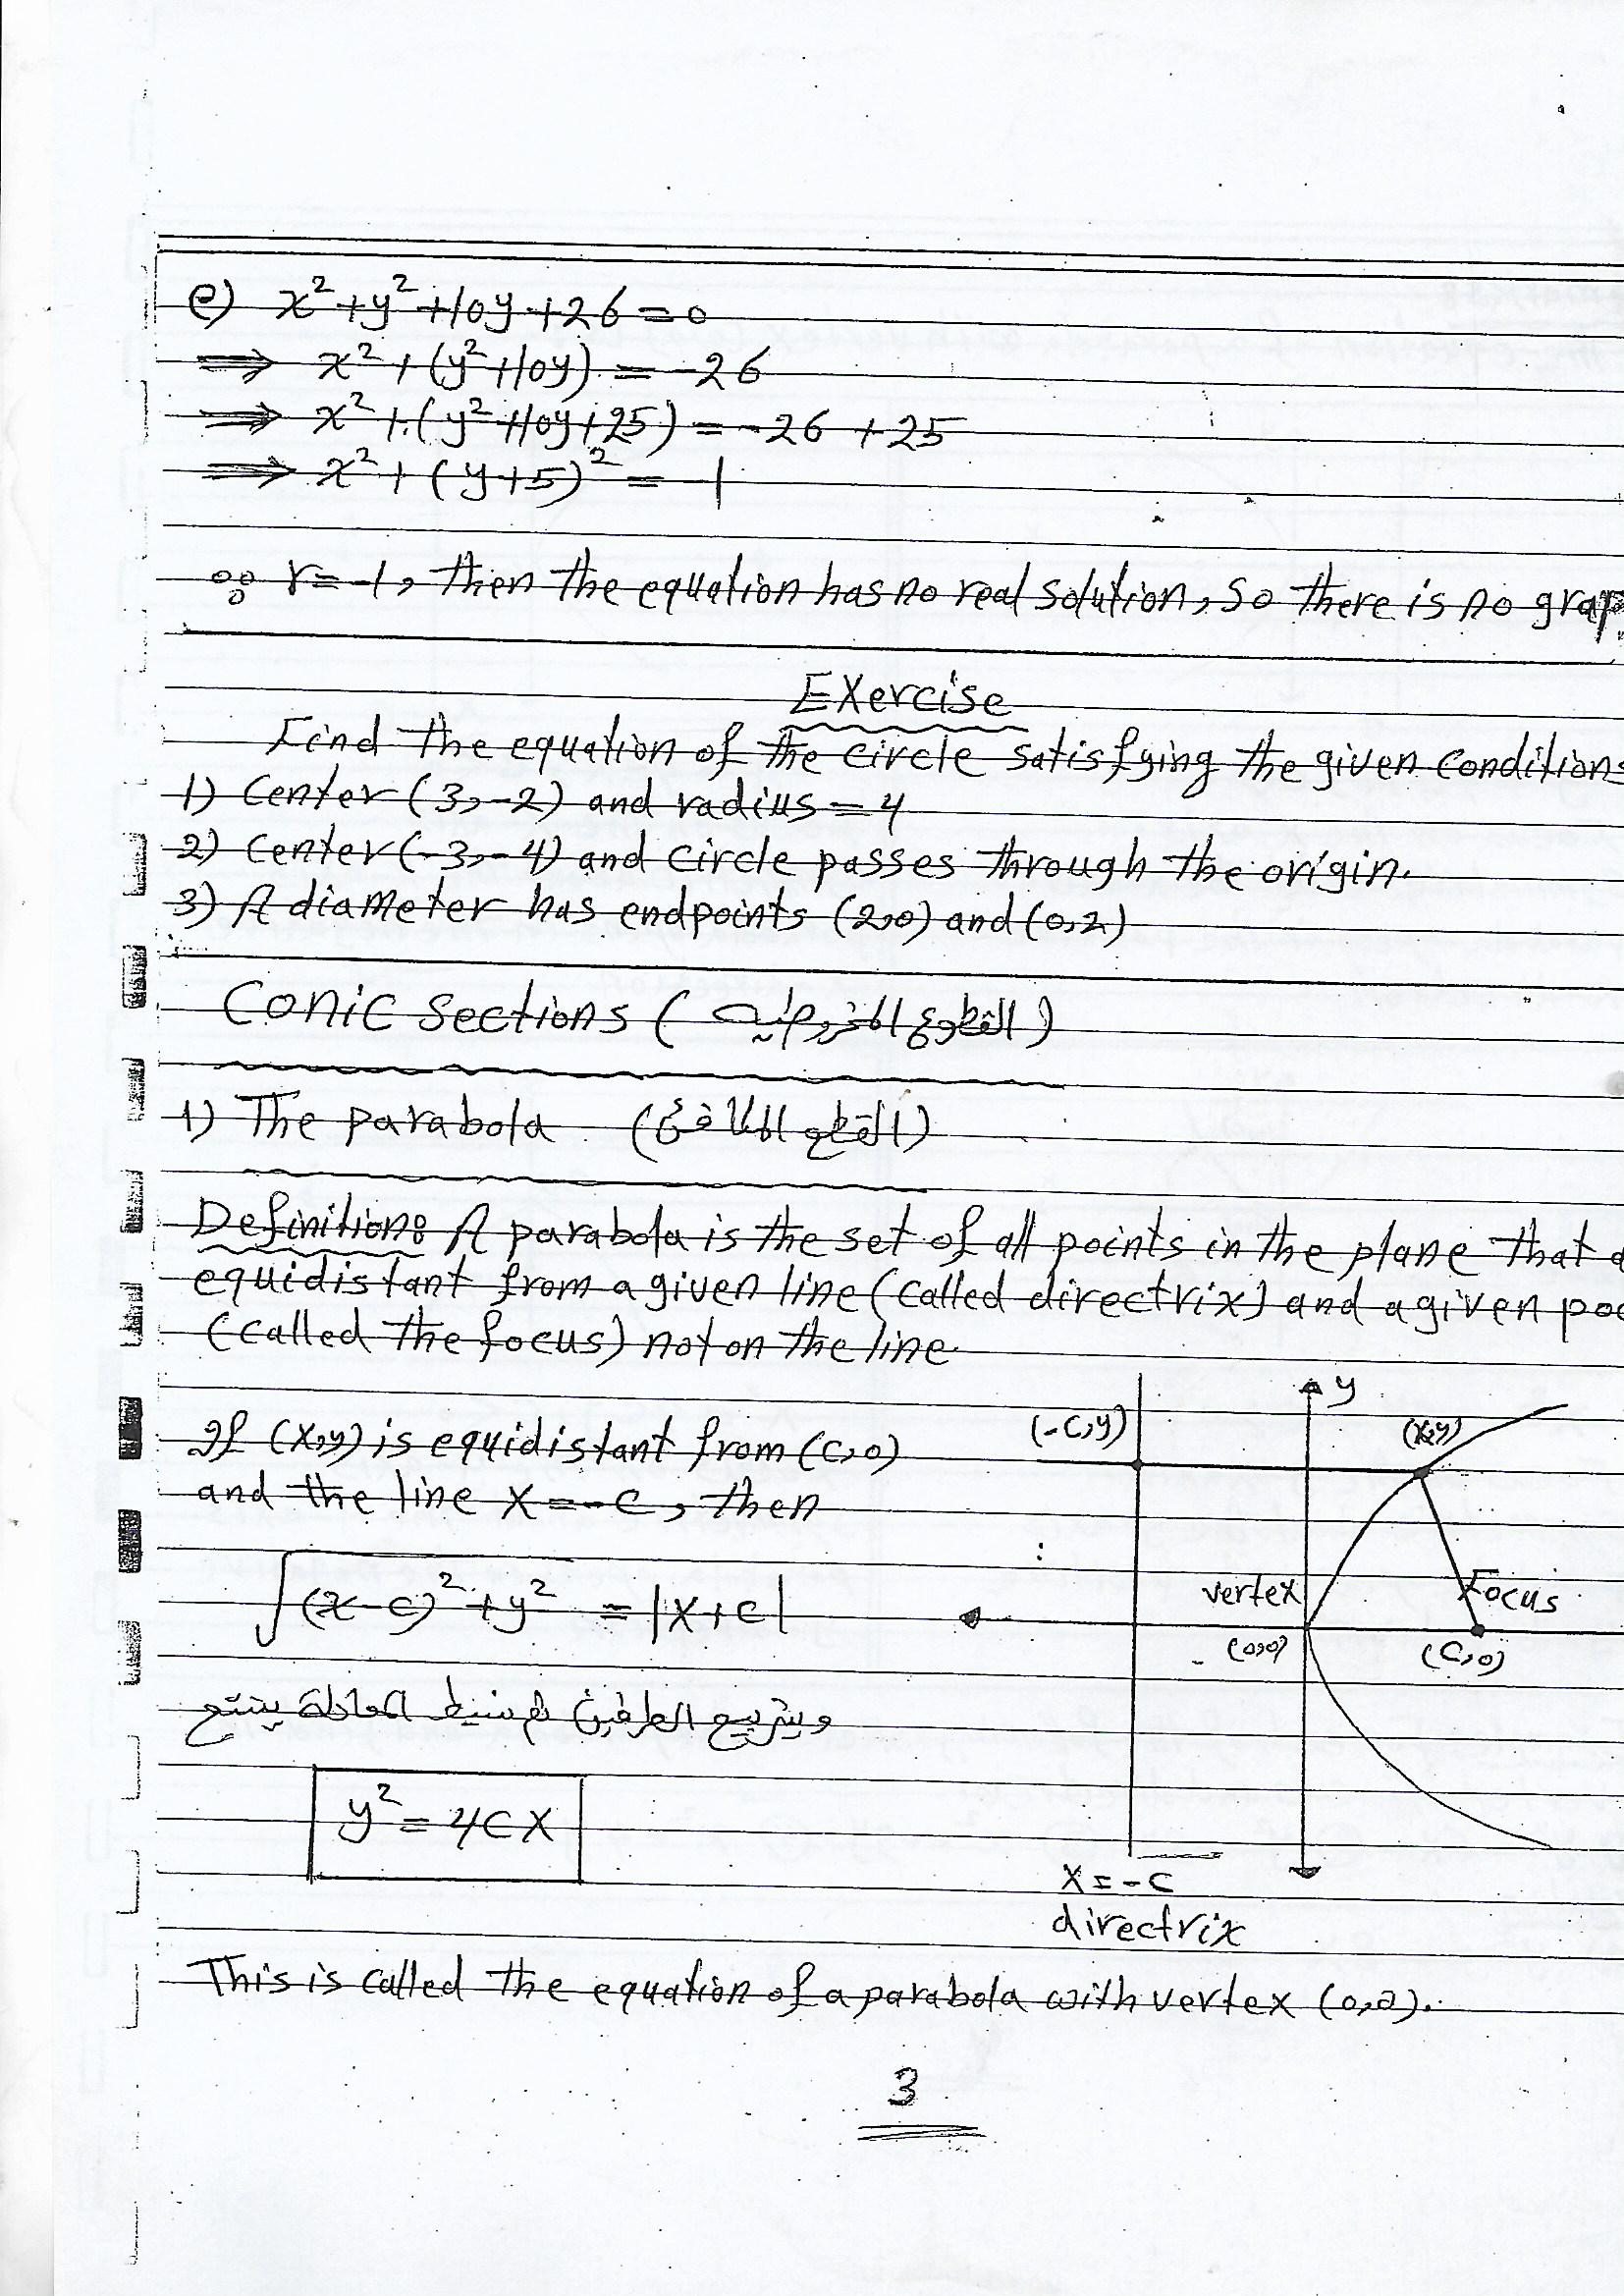 e) x²+y²+10y+26=0
⟹ x²+(y²+10y) = -26
⟹ x²+(y²+10y+25) = -26+25
⟹ x²+(y+5)² = -1
∵ r=-1, then the equation has no real solution, so there is no grap
Exercise
Find the equation of the circle satisfying the given conditions
1) Center (3,-2) and radius = 4
2) Center (-3,-4) and circle passes through the origin.
3) A diameter has endpoints (2,0) and (0,2)
Conic Sections (القطوع المخروطيه)
1) The parabola (القطع المكافئ)
Definition: A parabola is the set of all points in the plane that a
equidistant from a given line (called directrix) and a given po
(called the focus) not on the line.
If (x,y) is equidistant from (c,0)
and the line x = -c, then
√(x-c)²+y² = |x+c|
وبتربيع الطرفين ثم تبسيط المعادلة ينتج
y² = 4cx
(-c,y)
y
(x,y)
vertex
Focus
(0,0)
(c,0)
x = -c
directrix
This is called the equation of a parabola with vertex (0,0).
3